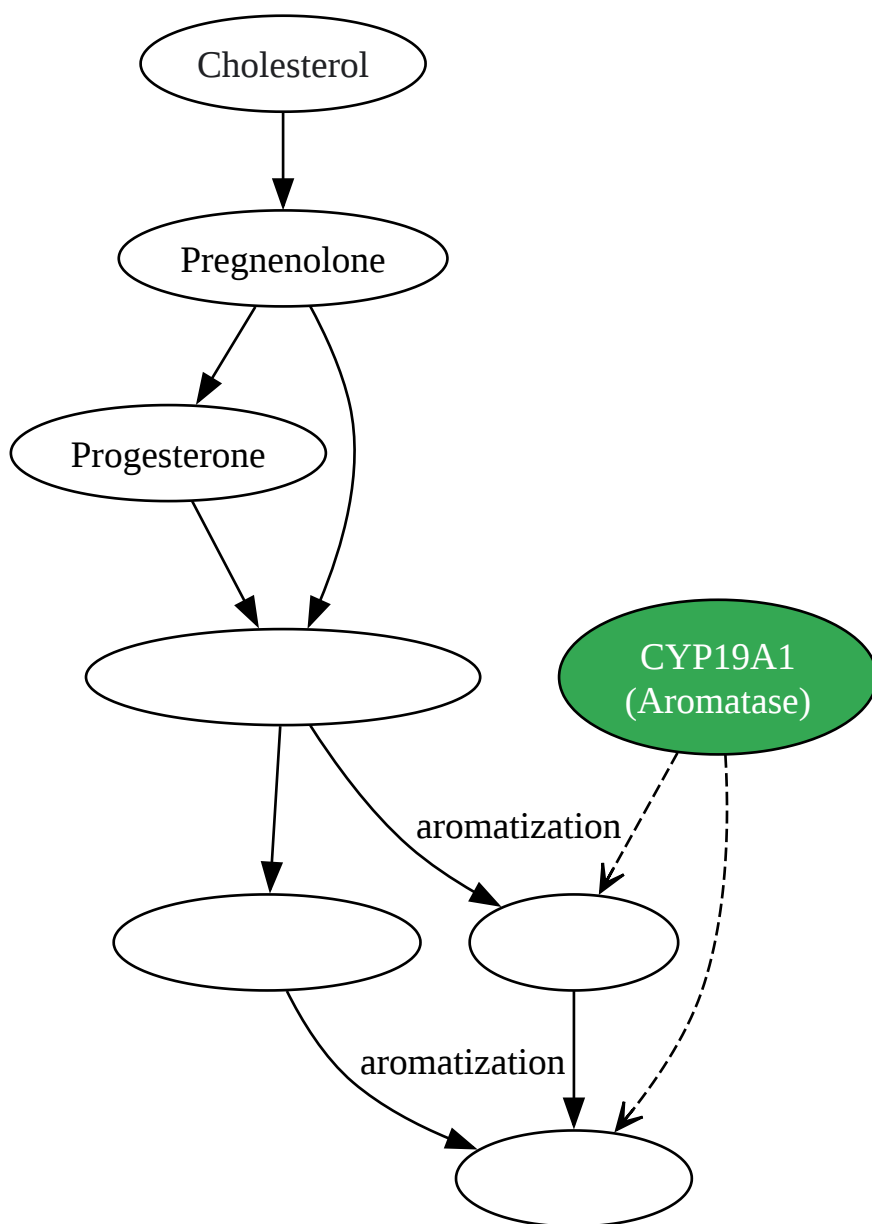 Cholesterol
Pregnenolone
Progesterone
CYP19A1
(Aromatase)
aromatization
aromatization